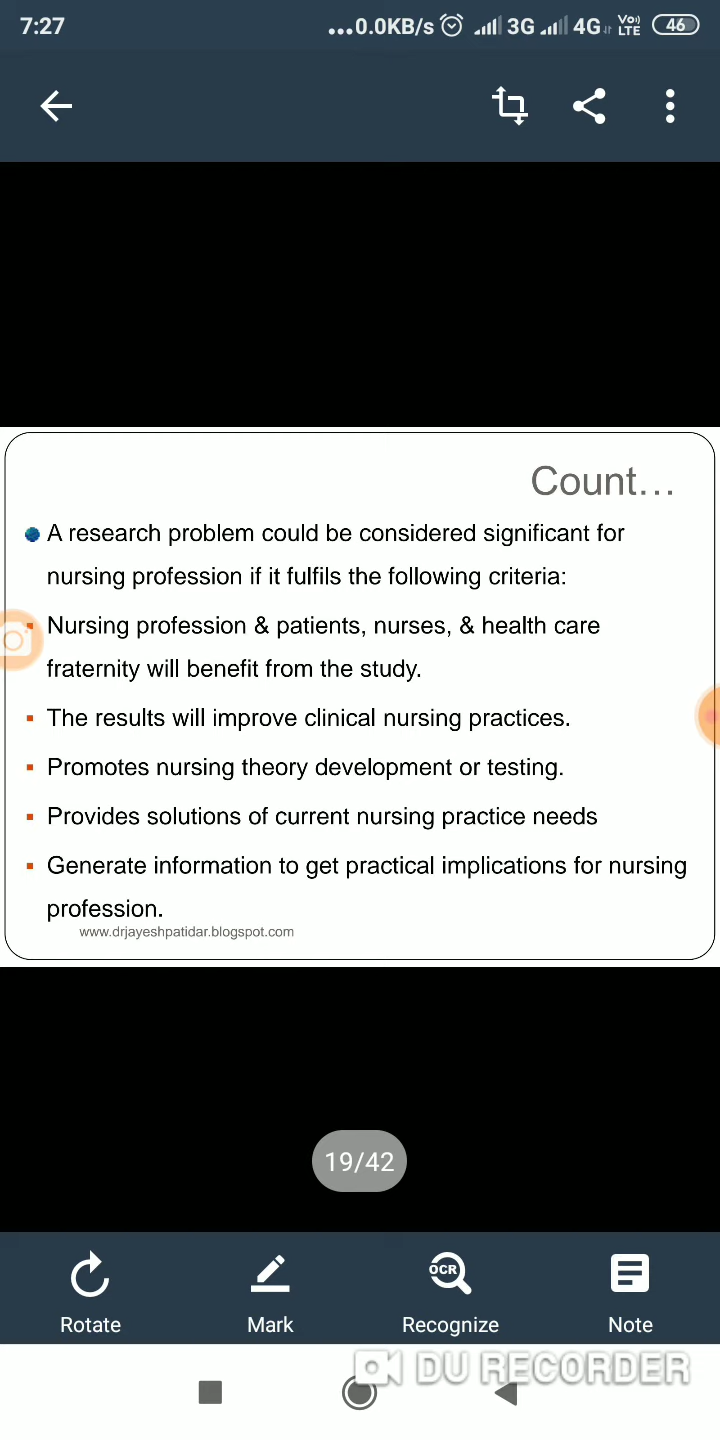 7:27 ...0.0KB/s 3G 4G Vo)) LTE 46
Count...
A research problem could be considered significant for
nursing profession if it fulfils the following criteria:
Nursing profession & patients, nurses, & health care
fraternity will benefit from the study.
The results will improve clinical nursing practices.
Promotes nursing theory development or testing.
Provides solutions of current nursing practice needs
Generate information to get practical implications for nursing
profession.
www.drjayeshpatidar.blogspot.com
19/42
OCR
Rotate Mark Recognize Note
DU RECORDER